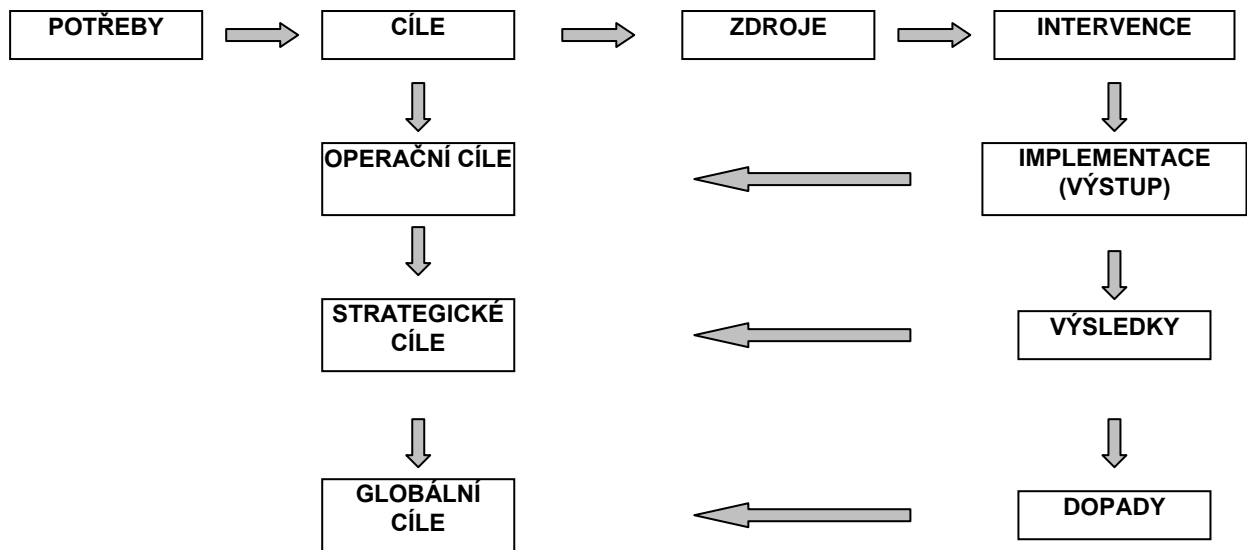 POTŘEBY
CÍLE
ZDROJE
INTERVENCE
OPERAČNÍ CÍLE
IMPLEMENTACE
(VÝSTUP)
STRATEGICKÉ
CÍLE
VÝSLEDKY
GLOBÁLNÍ
CÍLE
DOPADY